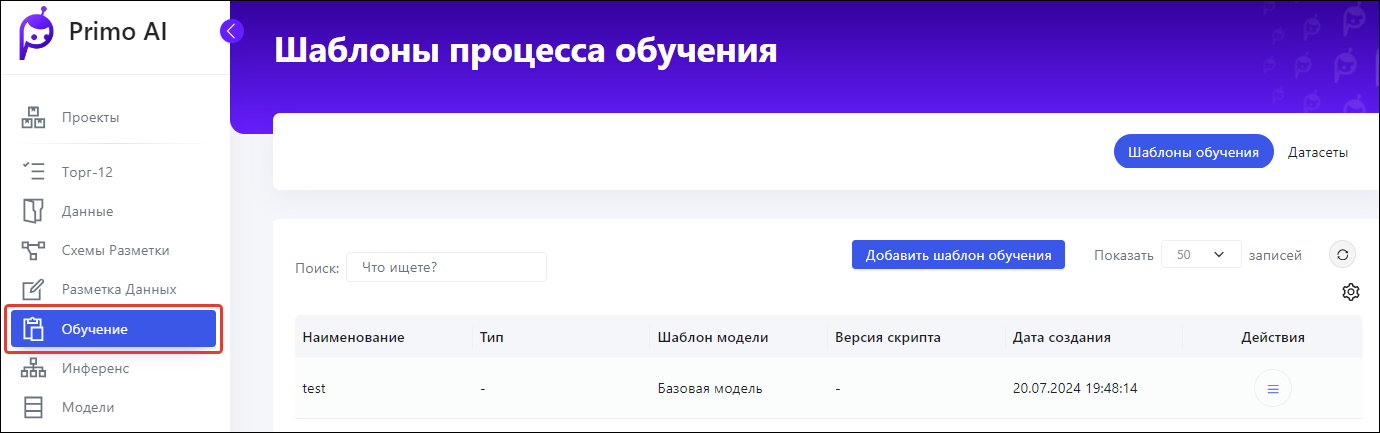 Primo AI
Проекты
Торг-12
Данные
Схемы Разметки
Разметка Данных
Обучение
Инференс
Модели
Шаблоны процесса обучения
Шаблоны обучения Датасеты
Поиск: Что ищете? Добавить шаблон обучения Показать 50 записей
Наименование Тип Шаблон модели Версия скрипта Дата создания Действия
test - Базовая модель - 20.07.2024 19:48:14